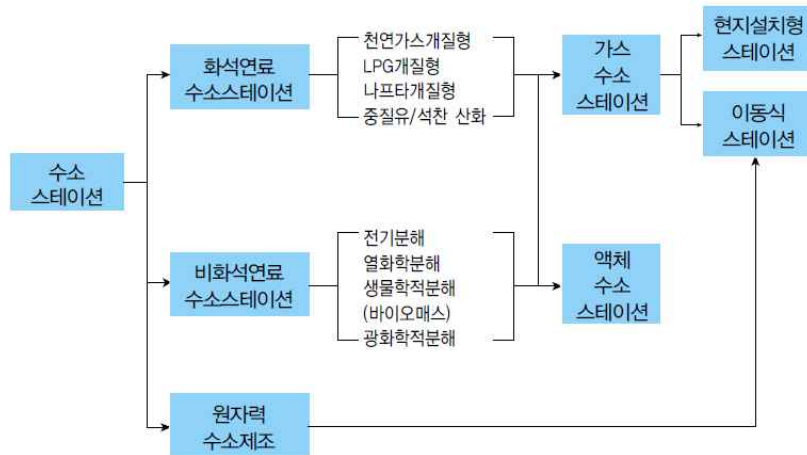 수소
스테이션
화석연료
수소스테이션
천연가스개질형
LPG개질형
나프타개질형
중질유/석찬 산화
가스
수소
스테이션
현지설치형
스테이션
이동식
스테이션
비화석연료
수소스테이션
전기분해
열화학분해
생물학적분해
(바이오매스)
광화학적분해
액체
수소
스테이션
원자력
수소제조